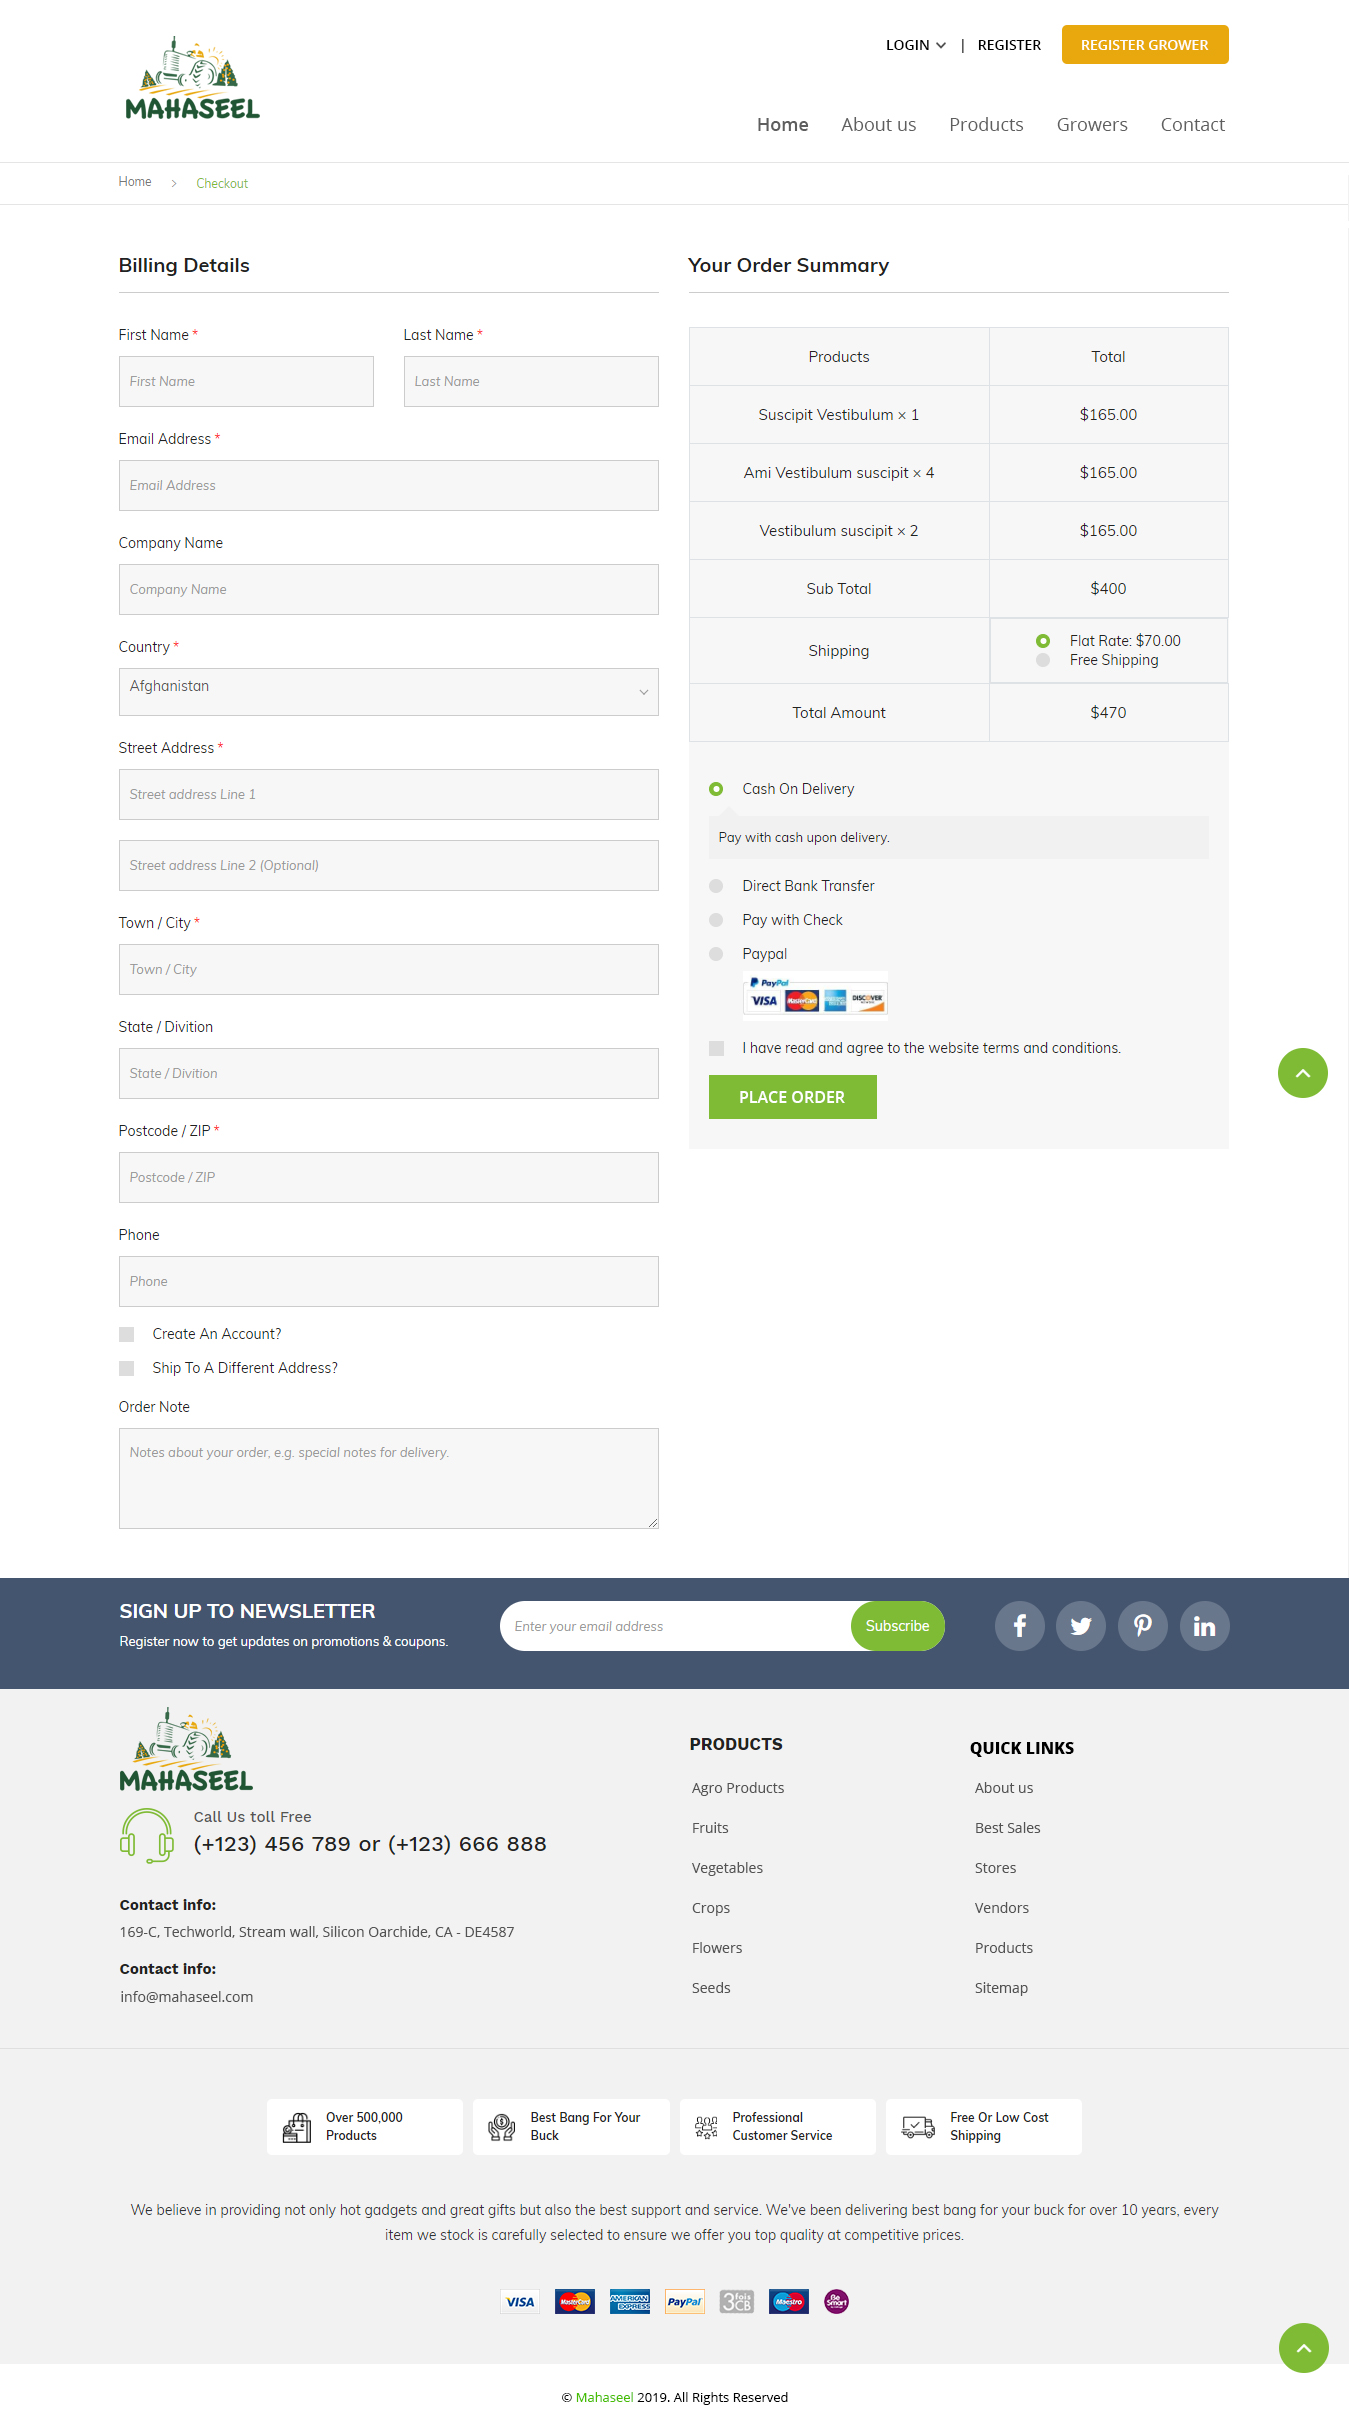 LOGIN | REGISTER REGISTER GROWER
MAHASEEL
Home About us Products Growers Contact
Home > Checkout
Billing Details
First Name *
Last Name *
First Name
Last Name
Email Address *
Email Address
Company Name
Company Name
Country *
Afghanistan
Street Address *
Street address Line 1
Street address Line 2 (Optional)
Town / City *
Town / City
State / Divition
State / Divition
Postcode / ZIP *
Postcode / ZIP
Phone
Phone
Create An Account?
Ship To A Different Address?
Order Note
Notes about your order, e.g. special notes for delivery.
Your Order Summary
Products Total
Suscipit Vestibulum × 1 $165.00
Ami Vestibulum suscipit × 4 $165.00
Vestibulum suscipit × 2 $165.00
Sub Total $400
Shipping
Flat Rate: $70.00
Free Shipping
Total Amount $470
Cash On Delivery
Pay with cash upon delivery.
Direct Bank Transfer
Pay with Check
Paypal
PayPal
VISA MasterCard DISCOVER
I have read and agree to the website terms and conditions.
PLACE ORDER
SIGN UP TO NEWSLETTER
Register now to get updates on promotions & coupons.
Enter your email address
Subscribe
MAHASEEL
Call Us toll Free
(+123) 456 789 or (+123) 666 888
Contact info:
169-C, Techworld, Stream wall, Silicon Oarchide, CA - DE4587
Contact info:
info@mahaseel.com
PRODUCTS
Agro Products
Fruits
Vegetables
Crops
Flowers
Seeds
QUICK LINKS
About us
Best Sales
Stores
Vendors
Products
Sitemap
Over 500,000
Products
Best Bang For Your
Buck
Professional
Customer Service
Free Or Low Cost
Shipping
We believe in providing not only hot gadgets and great gifts but also the best support and service. We've been delivering best bang for your buck for over 10 years, every
item we stock is carefully selected to ensure we offer you top quality at competitive prices.
VISA MasterCard AMERICAN EXPRESS PayPal 3 fois CB Maestro Be Smart
© Mahaseel 2019. All Rights Reserved